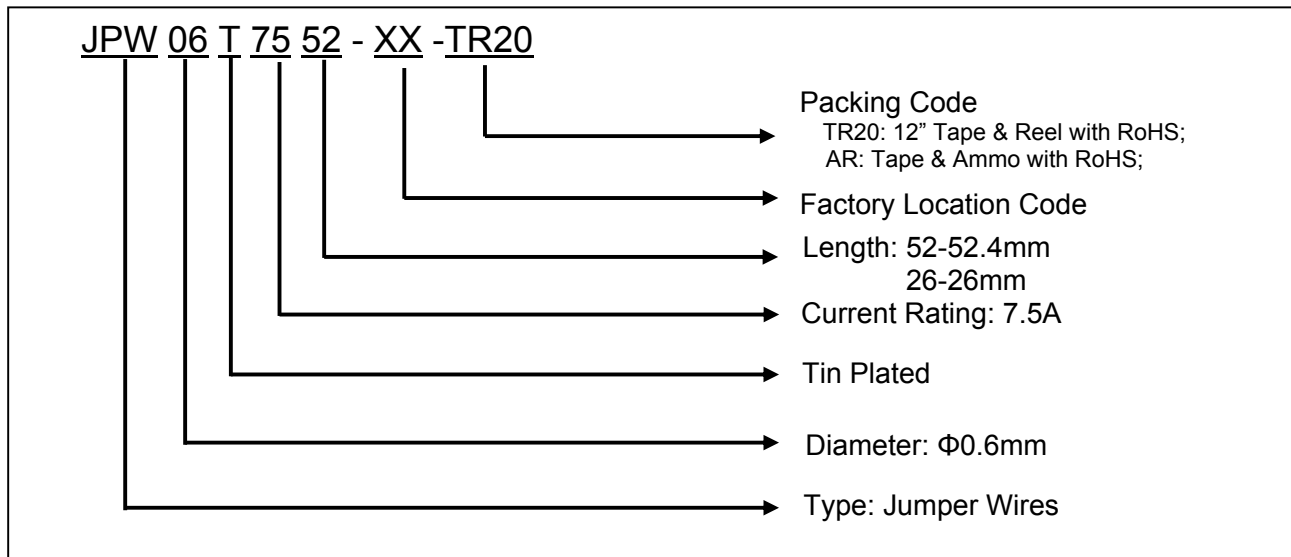 JPW 06 T 75 52 - XX -TR20
Packing Code
TR20: 12” Tape & Reel with RoHS;
AR: Tape & Ammo with RoHS;
Factory Location Code
Length: 52-52.4mm
26-26mm
Current Rating: 7.5A
Tin Plated
Diameter: Φ0.6mm
Type: Jumper Wires